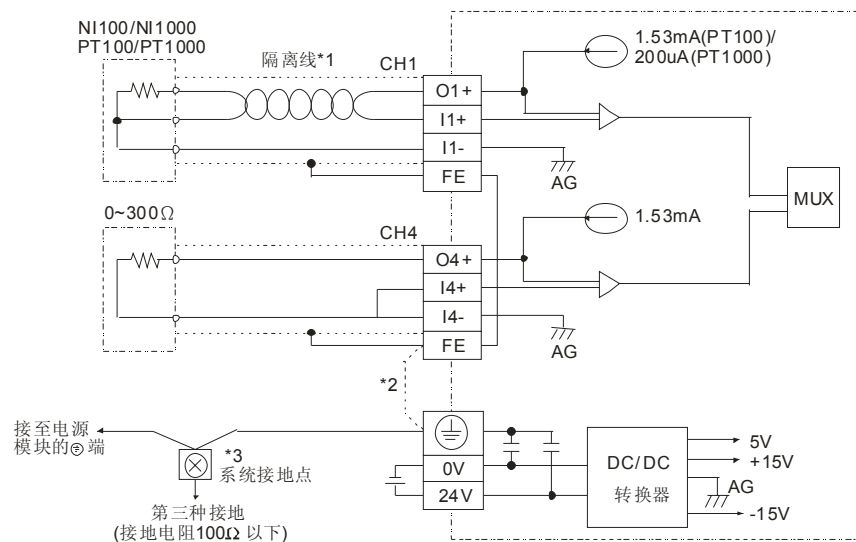 NI100/NI1000
PT100/PT1000
隔离线*1
CH1
O1+
I1+
I1-
FE
AG
1.53mA(PT100)/
200uA(PT1000)
MUX
0~300Ω
CH4
O4+
I4+
I4-
FE
AG
1.53mA
*2
接至电源
模块的 端
*3
系统接地点
第三种接地
(接地电阻100Ω 以下)
0V
24V
DC/DC
转换器
5V
+15V
AG
-15V